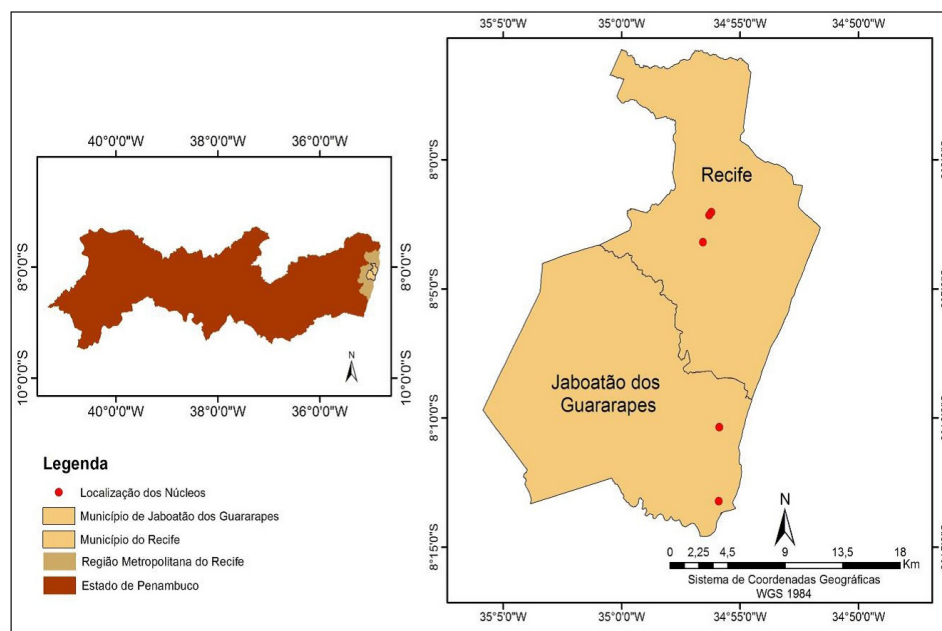 35°5'0"W 35°0'0"W 34°55'0"W 34°50'0"W
40°0'0"W 38°0'0"W 36°0'0"W
8°0'0"S 8°0'0"S
10°0'0"S 10°0'0"S
N
40°0'0"W 38°0'0"W 36°0'0"W
Legenda
Localização dos Núcleos
Município de Jaboatão dos Guararapes
Município do Recife
Região Metropolitana do Recife
Estado de Penambuco
8°0'0"S
Recife
8°5'0"S
Jaboatão dos
Guararapes
8°10'0"S
8°15'0"S
N
0 2,25 4,5 9 13,5 18
Km
Sistema de Coordenadas Geográficas
WGS 1984
35°5'0"W 35°0'0"W 34°55'0"W 34°50'0"W